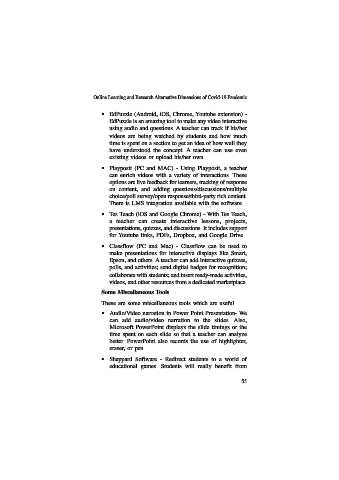 Online Learning and Research Alternative Dimensions of Covid-19 Pandemic
• EdPuzzle (Android, iOS, Chrome, Youtube extension) -
EdPuzzle is an amazing tool to make any video interactive
using audio and questions. A teacher can track if his/her
videos are being watched by students and how much
time is spent on a section to get an idea of how well they
have understood the concept. A teacher can use even
existing videos or upload his/her own.
• Playposit (PC and MAC) - Using Playposit, a teacher
can enrich videos with a variety of interactions. These
options are live feedback for learners, tracking of response
on content, and adding questions/discussions/multiple
choice/poll survey/open response/third-party rich content.
There is LMS integration available with the software.
• Tes Teach (iOS and Google Chrome) - With Tes Teach,
a teacher can create interactive lessons, projects,
presentations, quizzes, and discussions. It includes support
for Youtube links, PDFs, Dropbox, and Google Drive.
• Classflow (PC and Mac) - Classflow can be used to
make presentations for interactive displays like Smart,
Epson, and others. A teacher can add interactive quizzes,
polls, and activities; send digital badges for recognition;
collaborate with students; and insert ready-made activities,
videos, and other resources from a dedicated marketplace.
Some Miscellaneous Tools
These are some miscellaneous tools which are useful
• Audio/Video narration in Power Point Presentation- We
can add audio/video narration to the slides. Also,
Microsoft PowerPoint displays the slide timings or the
time spent on each slide so that a teacher can analyze
better. PowerPoint also records the use of highlighter,
eraser, or pen.
• Sheppard Software - Redirect students to a world of
educational games. Students will really benefit from